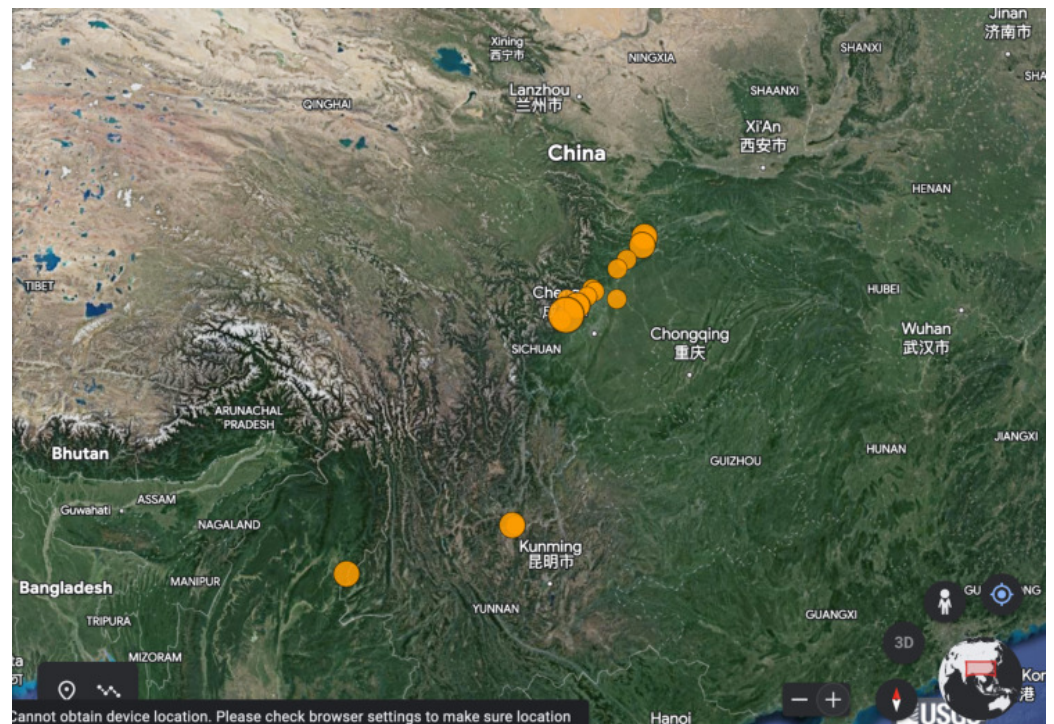 Jinan
济南市
Xining
西宁市
NINGXIA
SHANXI
Lanzhou
兰州市
SHAANXI
QINGHAI
Xi'An
西安市
China
HENAN
TIBET
HUBEI
Wuhan
武汉市
Chongqing
重庆
SICHUAN
ARUNACHAL
PRADESH
Bhutan
JIANGXI
HUNAN
GUIZHOU
ASSAM
Guwahati
NAGALAND
Kunming
昆明市
MANIPUR
Bangladesh
YUNNAN
GUANGXI
TRIPURA
MIZORAM
3D
Hanoi
Cannot obtain device location. Please check browser settings to make sure location